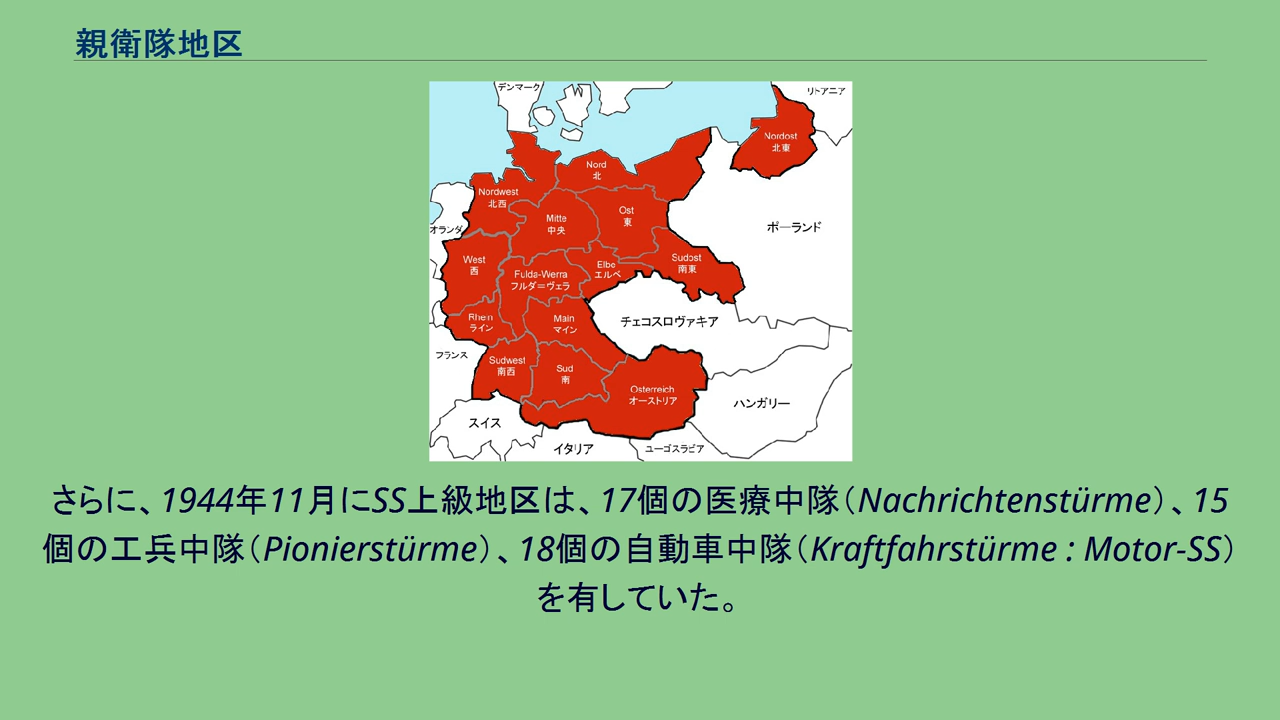 親衛隊地区
デンマーク
リトアニア
Nordost
北東
Nord
北
Nordwest
北西
オランダ
Mitte
中央
Ost
東
ポーランド
West
西
Fulda-Werra
フルダ＝ヴェラ
Elbe
エルベ
Sudost
南東
Rhein
ライン
Main
マイン
チェコスロヴァキア
フランス
Sudwest
南西
Sud
南
Osterreich
オーストリア
ハンガリー
スイス
イタリア
ユーゴスラビア
さらに、1944年11月にSS上級地区は、17個の医療中隊（Nachrichtenstürme）、15
個の工兵中隊（Pionierstürme）、18個の自動車中隊（Kraftfahrstürme : Motor-SS）
を有していた。